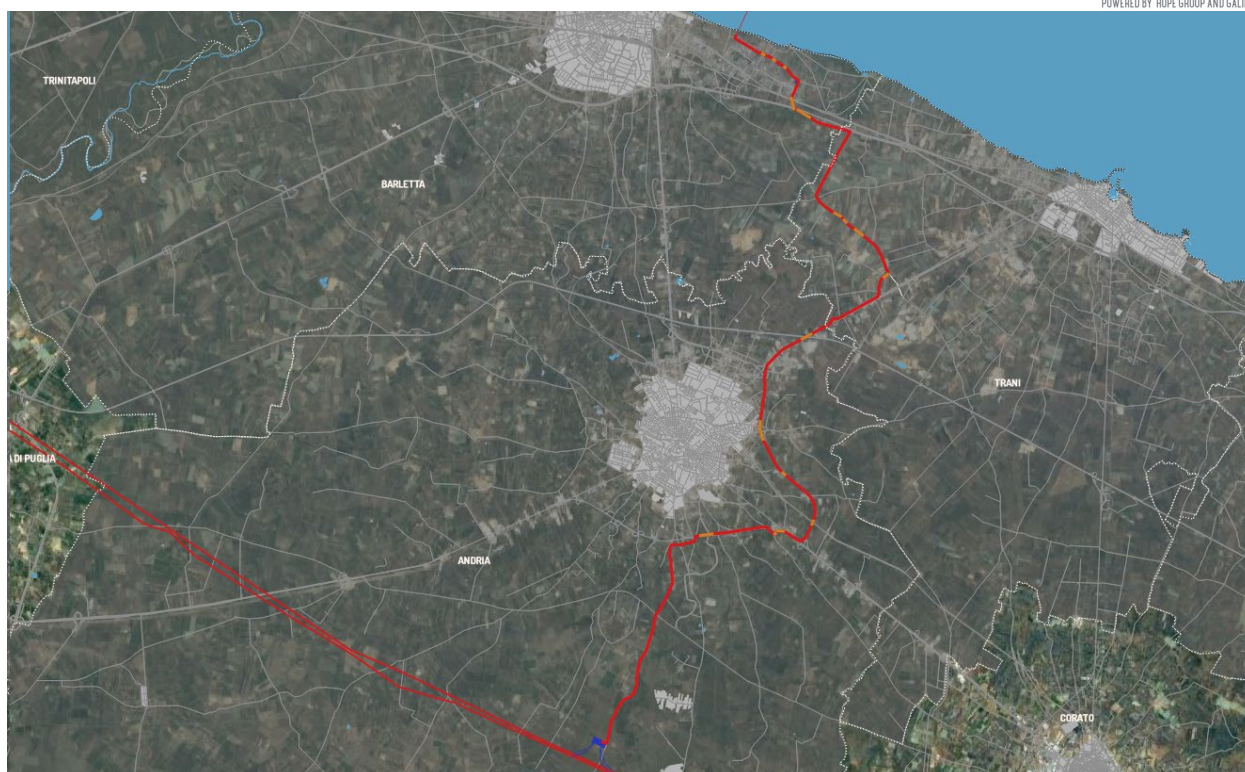 POWERED BY HOPE GROUP AND GALI
TRINITAPOLI
BARLETTA
TRANI
A DI PUGLIA
ANDRIA
CORATO